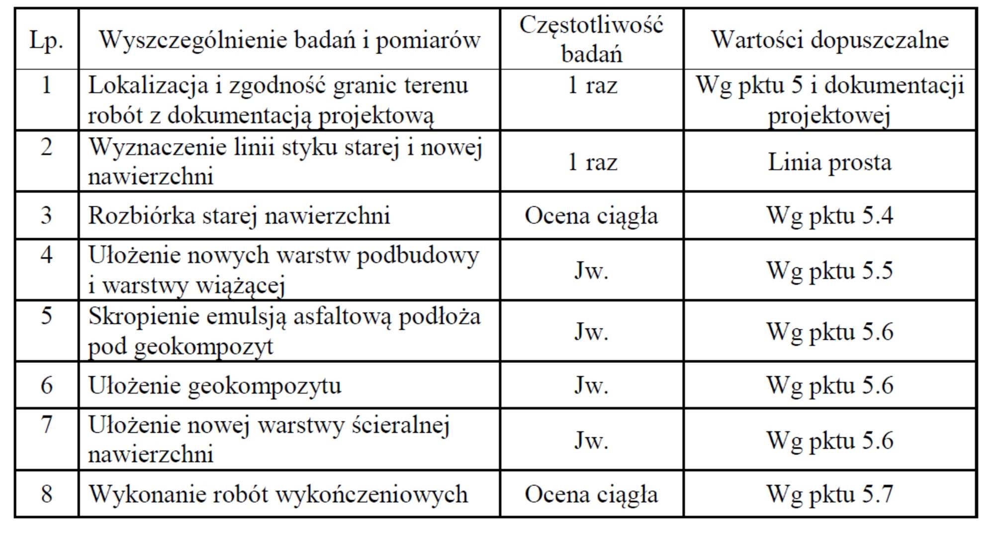 Lp.
Wyszczególnienie badań i pomiarów
Częstotliwość
badań
Wartości dopuszczalne
1
Lokalizacja i zgodność granic terenu
robót z dokumentacją projektową
1 raz
Wg pktu 5 i dokumentacji
projektowej
2
Wyznaczenie linii styku starej i nowej
nawierzchni
1 raz
Linia prosta
3
Rozbiórka starej nawierzchni
Ocena ciągła
Wg pktu 5.4
4
Ułożenie nowych warstw podbudowy
i warstwy wiążącej
Jw.
Wg pktu 5.5
5
Skropienie emulsją asfaltową podłoża
pod geokompozyt
Jw.
Wg pktu 5.6
6
Ułożenie geokompozytu
Jw.
Wg pktu 5.6
7
Ułożenie nowej warstwy ścieralnej
nawierzchni
Jw.
Wg pktu 5.6
8
Wykonanie robót wykończeniowych
Ocena ciągła
Wg pktu 5.7